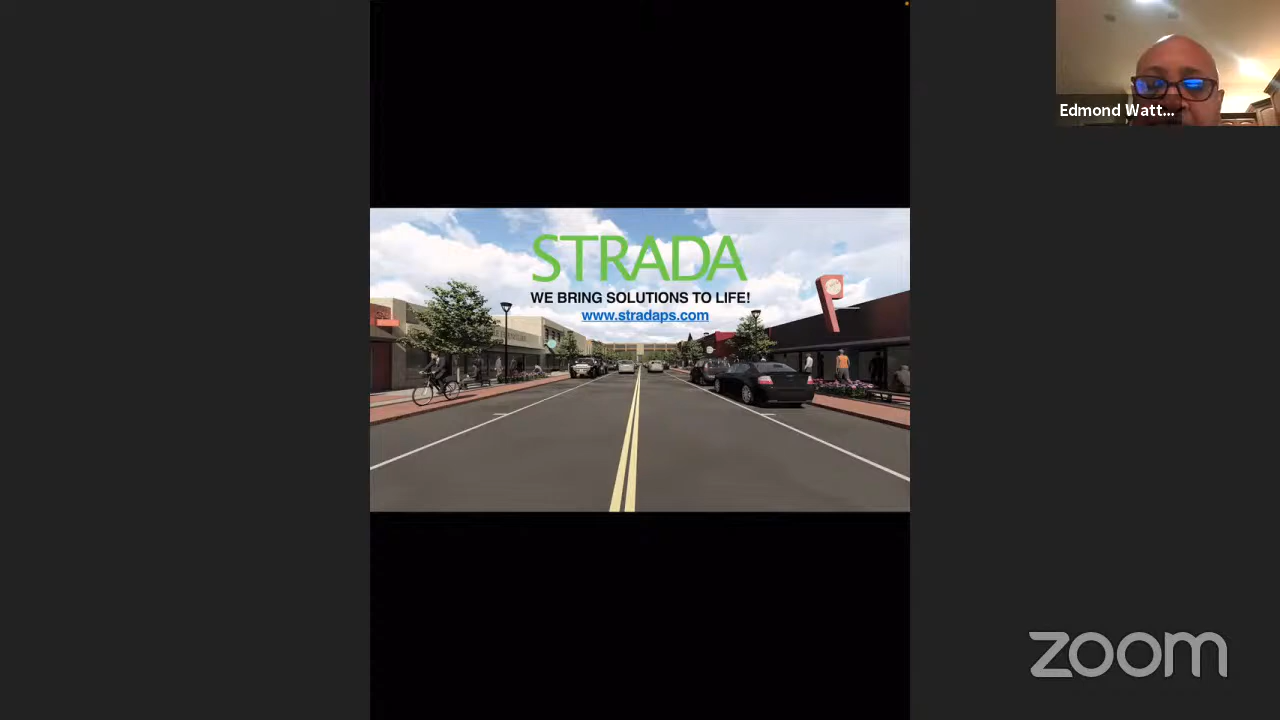 STRADA
WE BRING SOLUTIONS TO LIFE!
www.stradaps.com
Edmond Watt...
zoom